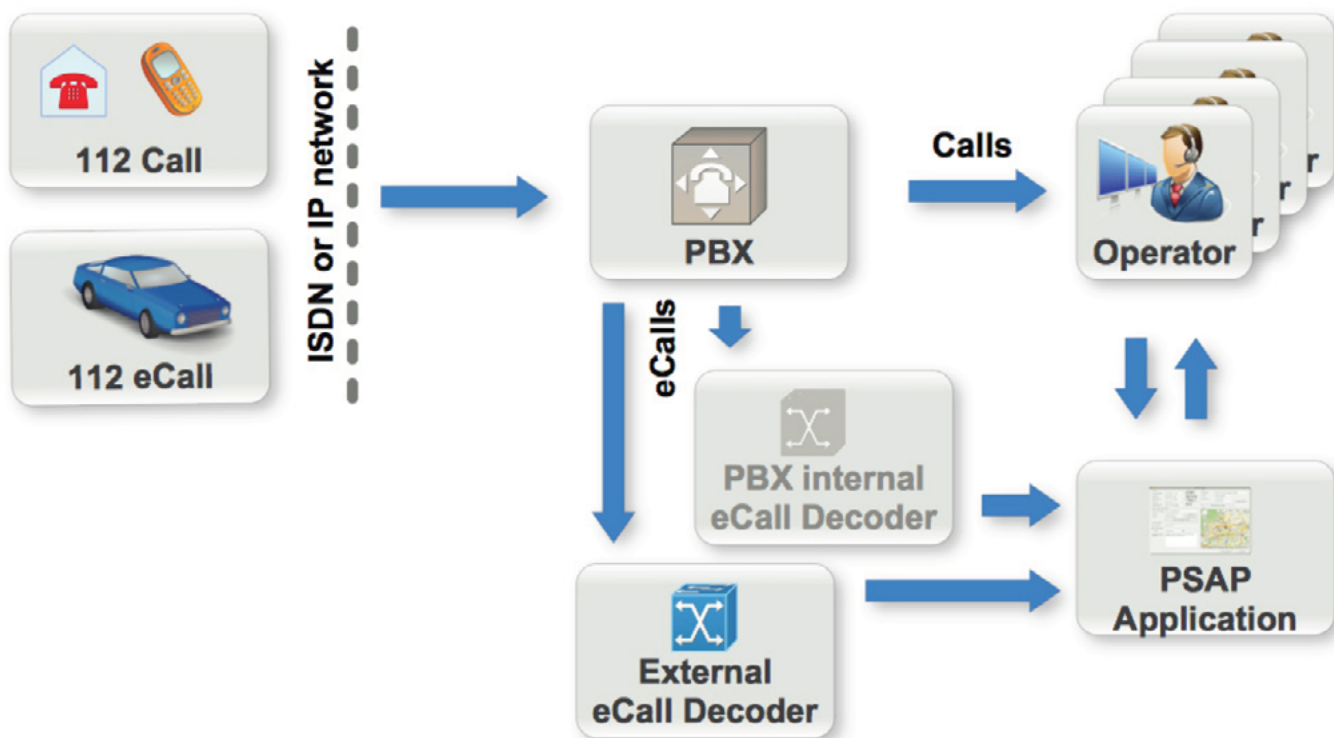 112 Call
112 eCall
ISDN or IP network
PBX
Calls
Operator
eCalls
PBX internal
eCall Decoder
External
eCall Decoder
PSAP
Application